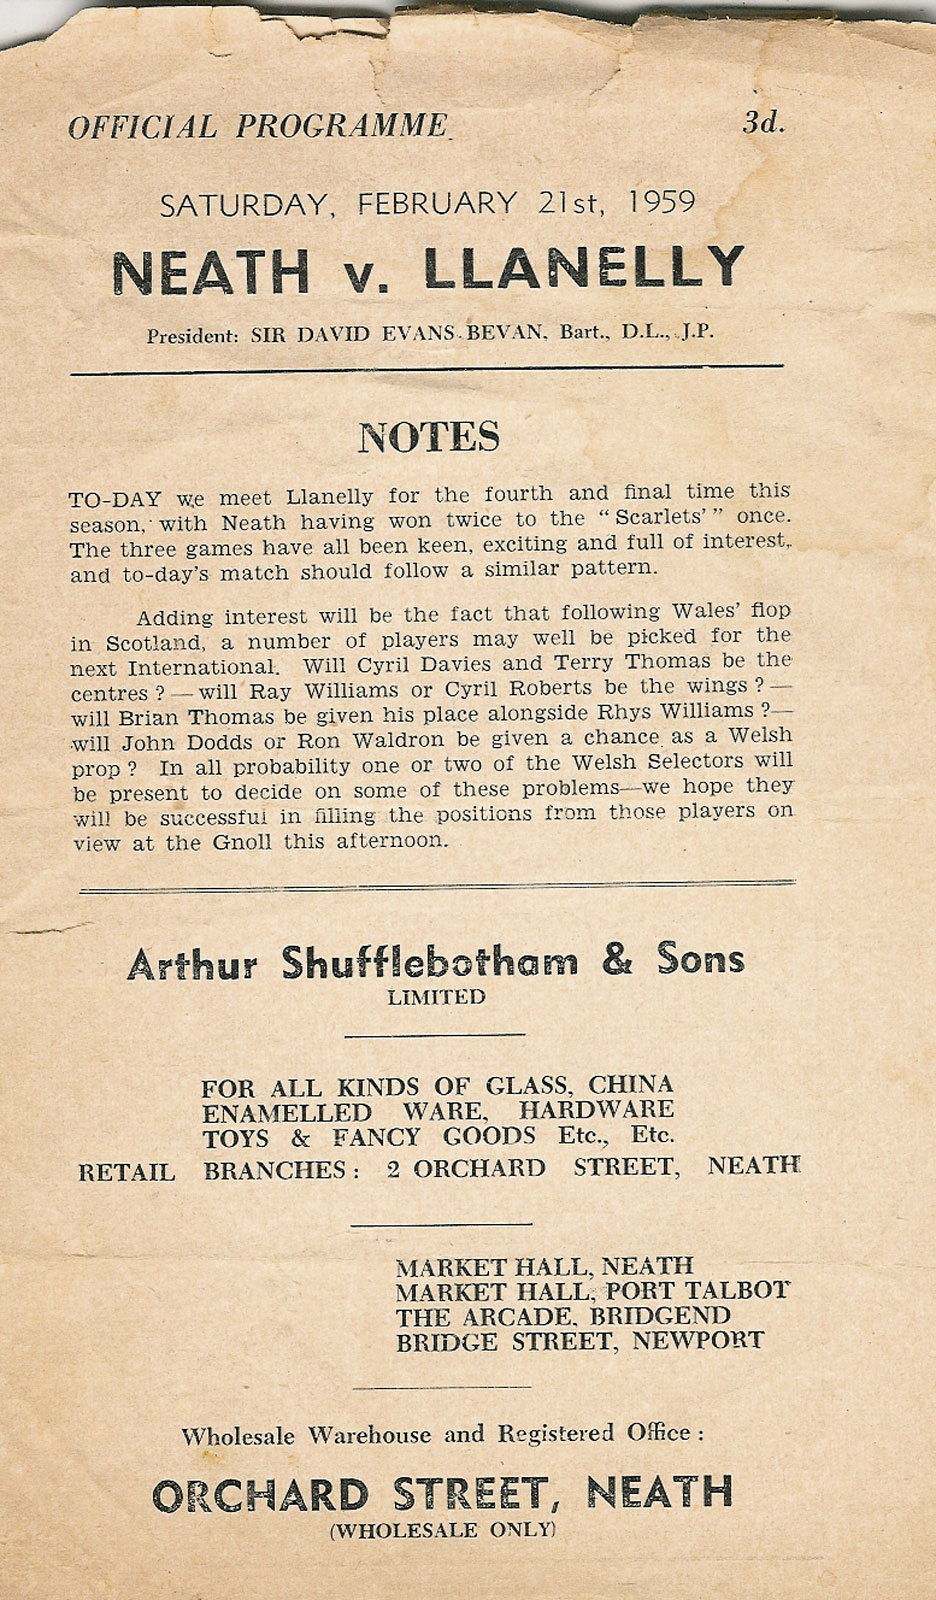 OFFICIAL PROGRAMME 3d.
SATURDAY, FEBRUARY 21st, 1959
NEATH v. LLANELLY
President: SIR DAVID EVANS-BEVAN, Bart., D.L., J.P.
NOTES
TO-DAY we meet Llanelly for the fourth and final time this
season, with Neath having won twice to the “Scarlets’” once.
The three games have all been keen, exciting and full of interest,
and to-day's match should follow a similar pattern.
Adding interest will be the fact that following Wales' flop
in Scotland, a number of players may well be picked for the
next International. Will Cyril Davies and Terry Thomas be the
centres ? — will Ray Williams or Cyril Roberts be the wings ? —
will Brian Thomas be given his place alongside Rhys Williams ?—
will John Dodds or Ron Waldron be given a chance as a Welsh
prop ? In all probability one or two of the Welsh Selectors will
be present to decide on some of these problems—we hope they
will be successful in filling the positions from those players on
view at the Gnoll this afternoon.
Arthur Shufflebotham & Sons
LIMITED
FOR ALL KINDS OF GLASS, CHINA
ENAMELLED WARE, HARDWARE
TOYS & FANCY GOODS Etc., Etc.
RETAIL BRANCHES : 2 ORCHARD STREET, NEATH
MARKET HALL, NEATH
MARKET HALL, PORT TALBOT
THE ARCADE, BRIDGEND
BRIDGE STREET, NEWPORT
Wholesale Warehouse and Registered Office :
ORCHARD STREET, NEATH
(WHOLESALE ONLY)